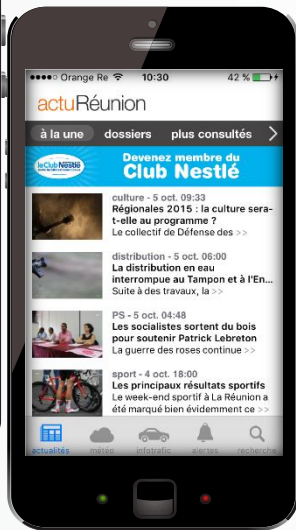 Orange Re 10:30 42 %
actuRéunion
à la une dossiers plus consultés
leClub Nestlé
Devenez membre du
Club Nestlé
culture - 5 oct. 09:33
Régionales 2015 : la culture sera-
t-elle au programme ?
Le collectif de Défense des >>
distribution - 5 oct. 06:00
La distribution en eau
interrompue au Tampon et à l'En...
Suite à des travaux, la >>
PS - 5 oct. 04:48
Les socialistes sortent du bois
pour soutenir Patrick Lebreton
La guerre des roses continue >>
sport - 4 oct. 18:00
Les principaux résultats sportifs
Le week-end sportif à La Réunion a
été marqué bien évidemment ce >>
actualités météo infotrafic alertes recherche